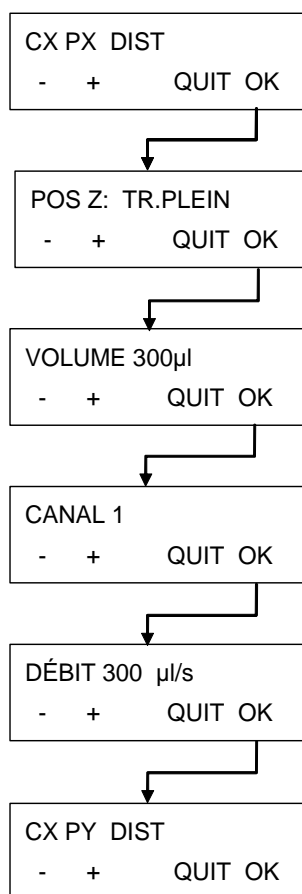 CX PX DIST
- + QUIT OK
POS Z: TR.PLEIN
- + QUIT OK
VOLUME 300µl
- + QUIT OK
CANAL 1
- + QUIT OK
DÉBIT 300 µl/s
- + QUIT OK
CX PY DIST
- + QUIT OK